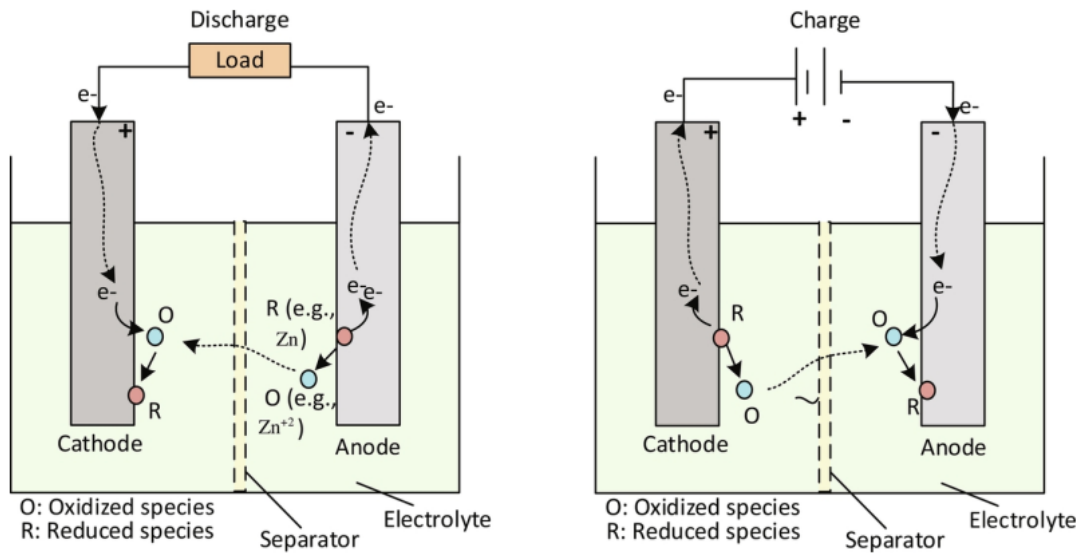 Discharge
Load
e-
e-
+
-
e-
O
R
e-
e-
R (e.g.,
Zn)
O (e.g.,
Zn+2)
Cathode
Anode
O: Oxidized species
R: Reduced species
Separator
Electrolyte
Charge
+
-
e-
+
-
e-
R
O
e-
O
R
Cathode
Anode
O: Oxidized species
R: Reduced species
Separator
Electrolyte